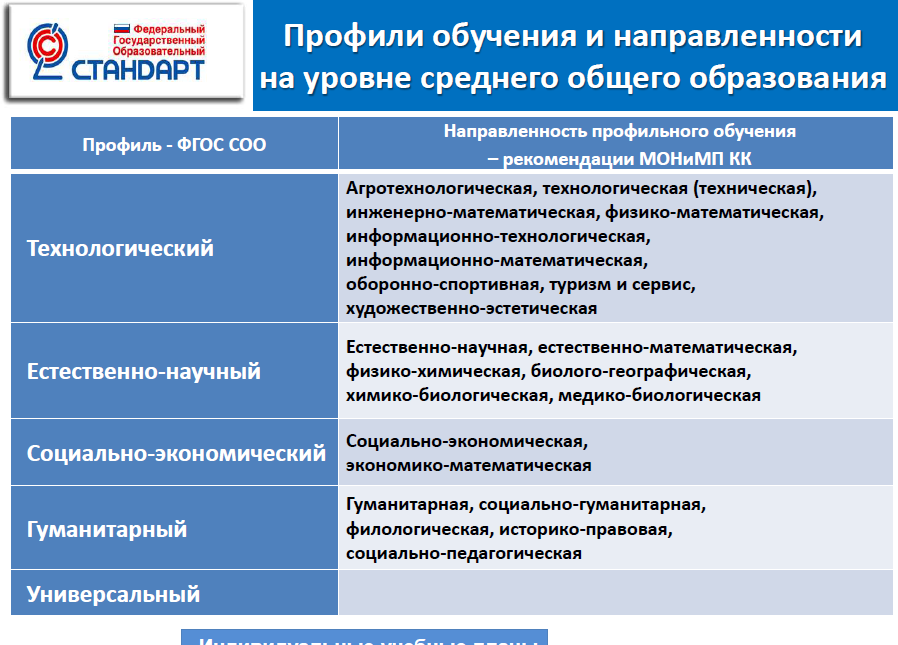 Федеральный
Государственный
Образовательный
СТАНДАРТ
Профили обучения и направленности
на уровне среднего общего образования
Профиль - ФГОС СОО
Направленность профильного обучения
– рекомендации МОНиМП КК
Технологический
Агротехнологическая, технологическая (техническая),
инженерно-математическая, физико-математическая,
информационно-технологическая,
информационно-математическая,
оборонно-спортивная, туризм и сервис,
художественно-эстетическая
Естественно-научный
Естественно-научная, естественно-математическая,
физико-химическая, биолого-географическая,
химико-биологическая, медико-биологическая
Социально-экономический
Социально-экономическая,
экономико-математическая
Гуманитарный
Гуманитарная, социально-гуманитарная,
филологическая, историко-правовая,
социально-педагогическая
Универсальный
Индивидуальные учебные планы